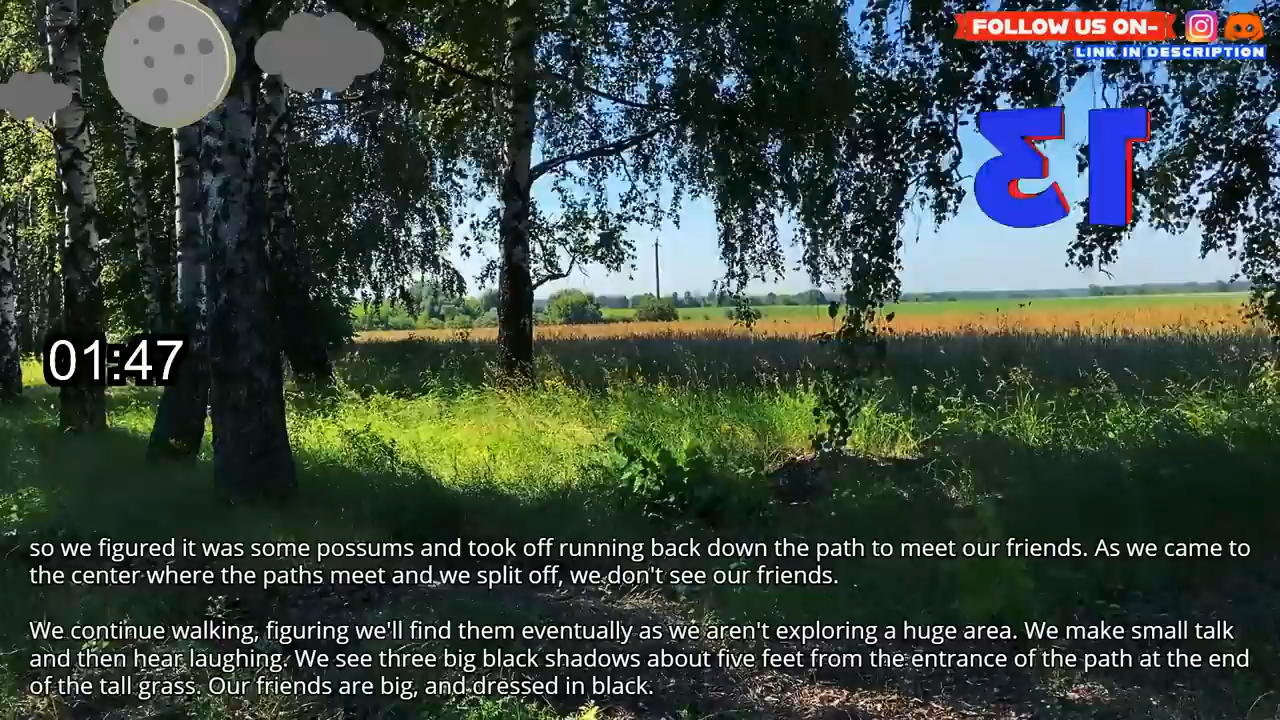 FOLLOW US ON-
LINK IN DESCRIPTION
01:47
so we figured it was some possums and took off running back down the path to meet our friends. As we came to
the center where the paths meet and we split off, we don't see our friends.
We continue walking, figuring we'll find them eventually as we aren't exploring a huge area. We make small talk
and then hear laughing. We see three big black shadows about five feet from the entrance of the path at the end
of the tall grass. Our friends are big, and dressed in black.